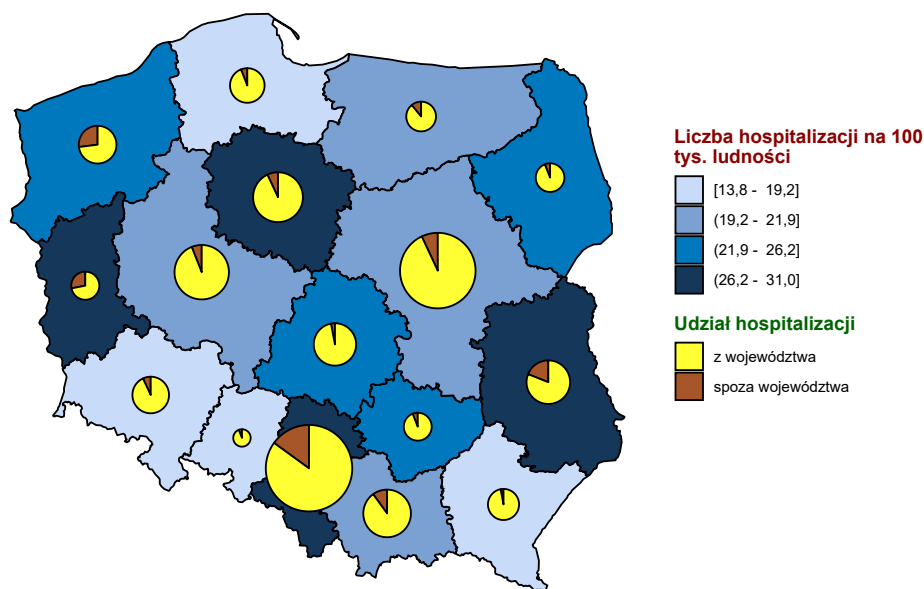 Liczba hospitalizacji na 100
tys. ludności
[13,8 - 19,2]
(19,2 - 21,9]
(21,9 - 26,2]
(26,2 - 31,0]
Udział hospitalizacji
z województwa
spoza województwa